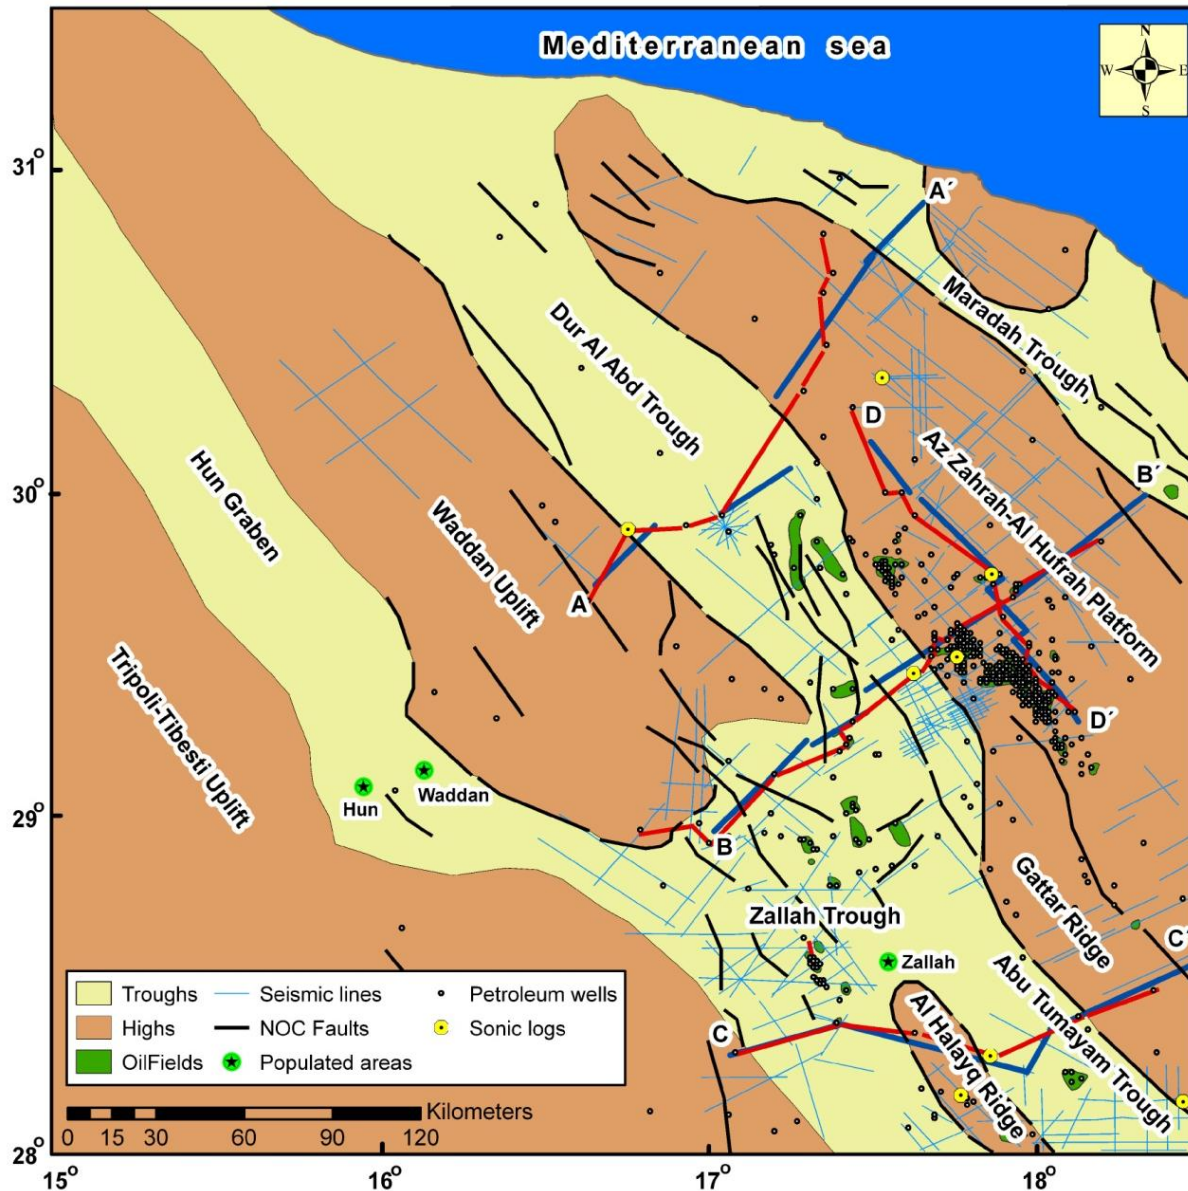 Mediterranean sea
N
W E
S
31°
30°
29°
28°
15°
16°
17°
18°
A´
Maradah Trough
Dur Al Abd Trough
D
Az Zahrah-Al Hufrah Platform
B´
Hun Graben
Waddan Uplift
A
Tripoli-Tibesti Uplift
D´
Hun
Waddan
B
Zallah Trough
Zallah
Gattar Ridge
C´
Abu Tumayam Trough
C
Al Halayq Ridge
Troughs
Seismic lines
Petroleum wells
Highs
NOC Faults
Sonic logs
OilFields
Populated areas
Kilometers
0 15 30 60 90 120